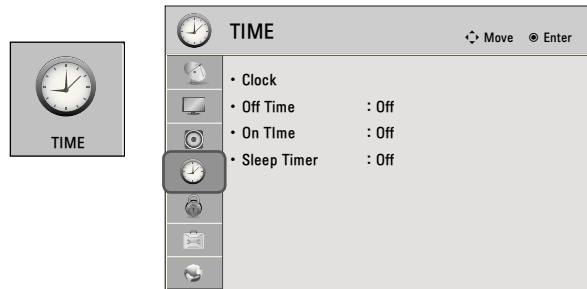 TIME
TIME
Move Enter
• Clock
• Off Time : Off
• On TIme : Off
• Sleep Timer : Off